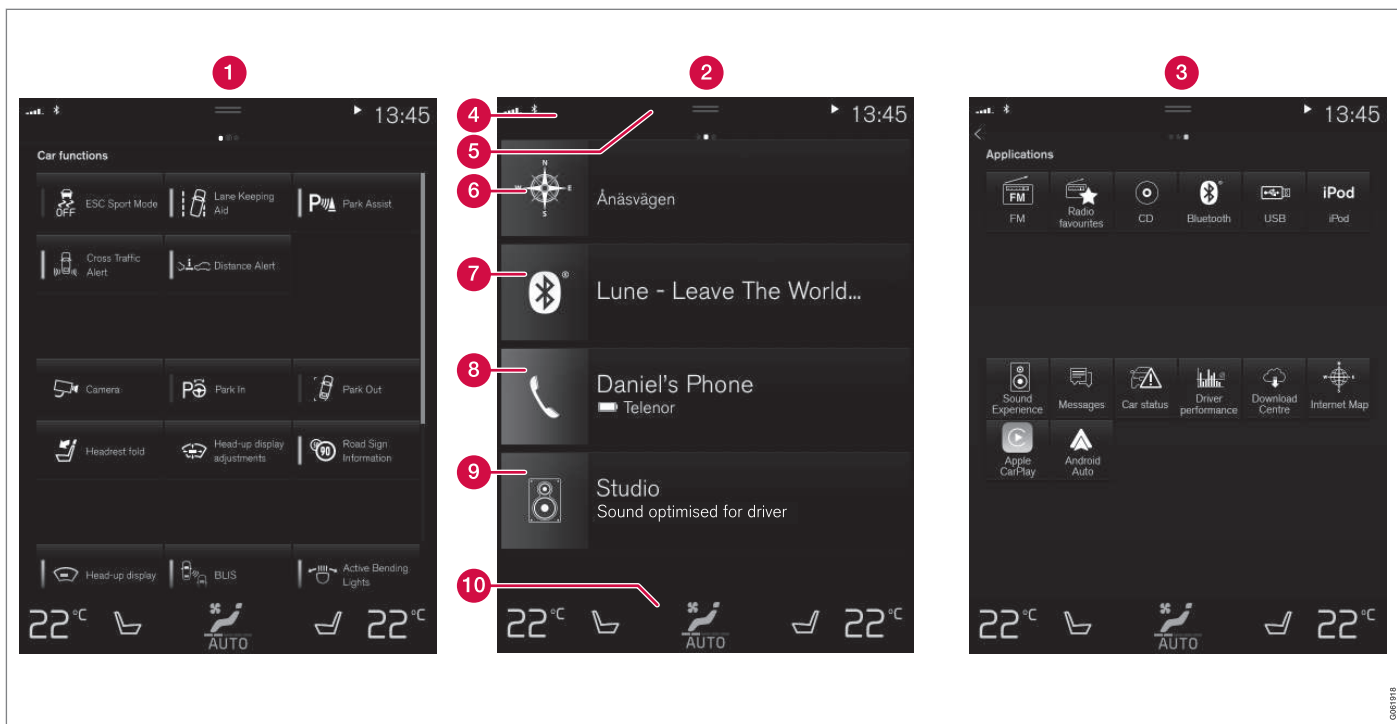 1
2
3
13:45
Car functions
OFF ESC Sport Mode
Lane Keeping
Aid
Park Assist
Cross Traffic
Alert
Distance Alert
Camera
Park In
Park Out
Headrest fold
Head-up display
adjustments
90 Road Sign
Information
Head-up display
BLIS
Active Bending
Lights
22°C
AUTO
22°C
4
5
6
7
8
9
10
13:45
N
W E
S
Ånäsvägen
®
Lune - Leave The World...
Daniel's Phone
Telenor
Studio
Sound optimised for driver
22°C
AUTO
22°C
13:45
Applications
FM
FM
Radio
favourites
CD
®
Bluetooth
USB
iPod
iPod
Sound
Experience
Messages
Car status
Driver
performance
Download
Centre
Internet Map
Apple
CarPlay
Android
Auto
22°C
AUTO
22°C
G061918